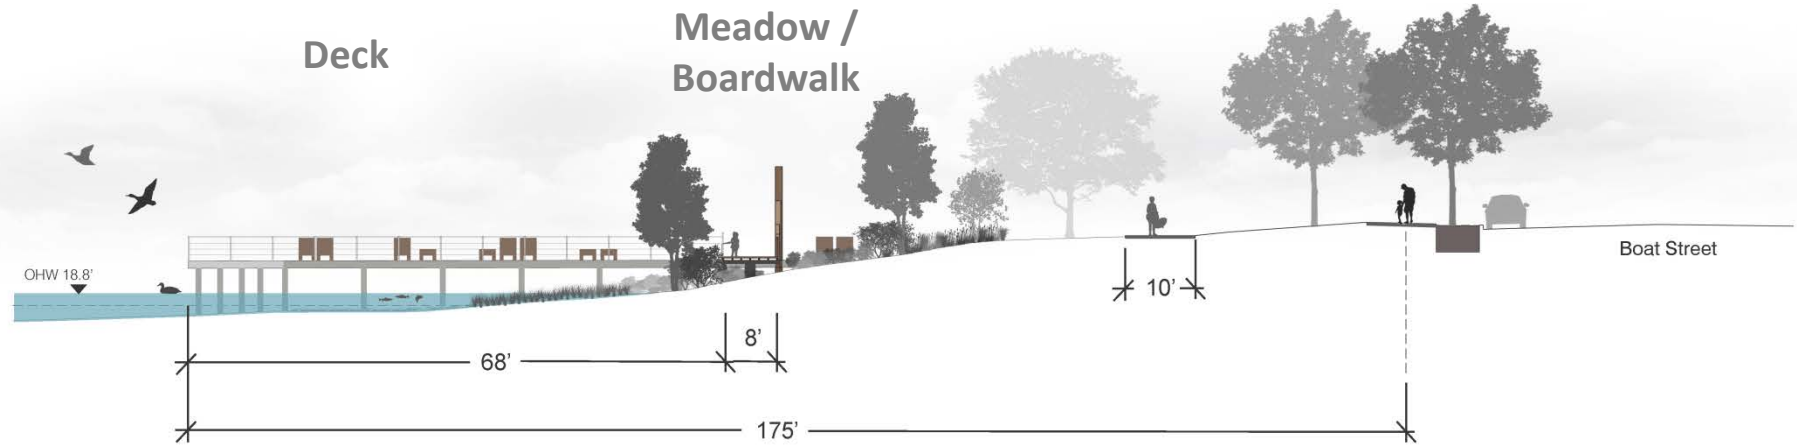 Deck
Meadow /
Boardwalk
OHW 18.8’
Boat Street
10’
8’
68’
175’